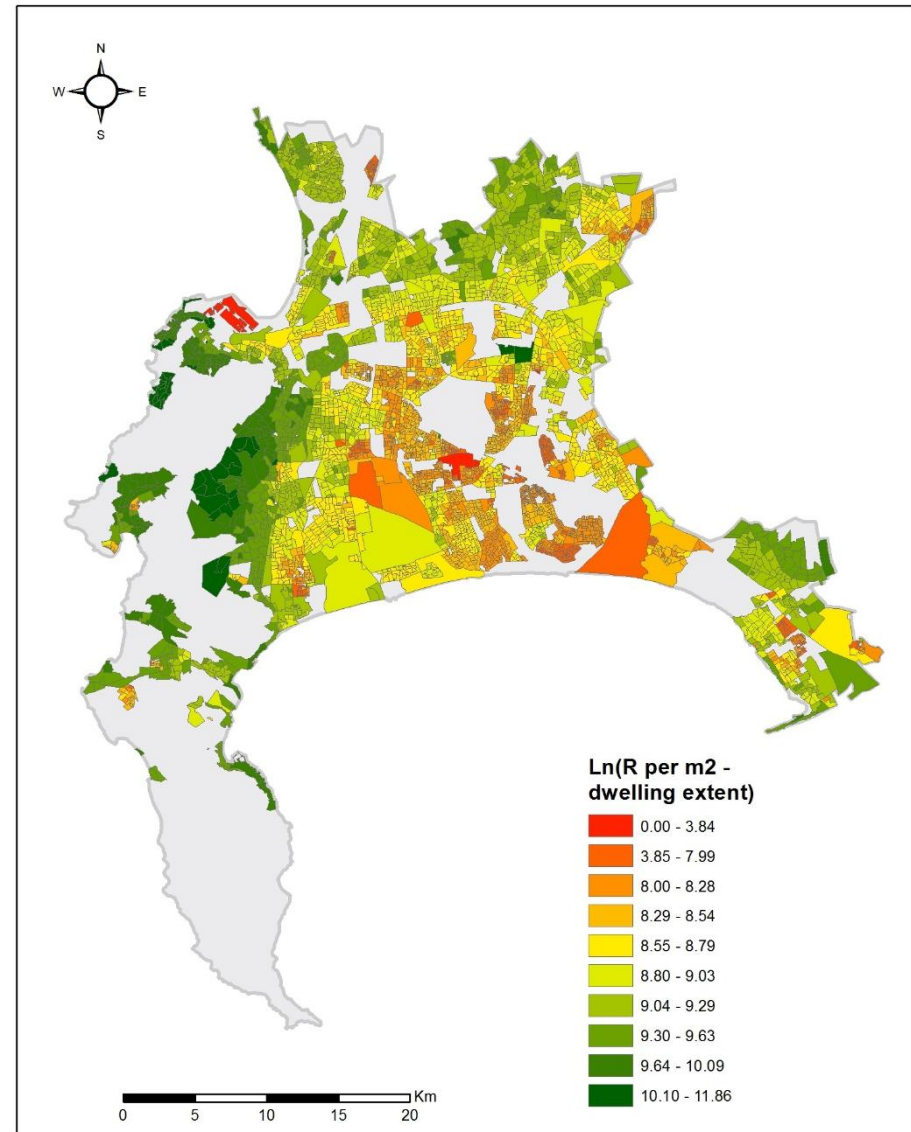 N
W E
S
Ln(R per m2 -
dwelling extent)
0.00 - 3.84
3.85 - 7.99
8.00 - 8.28
8.29 - 8.54
8.55 - 8.79
8.80 - 9.03
9.04 - 9.29
9.30 - 9.63
9.64 - 10.09
10.10 - 11.86
Km
0 5 10 15 20